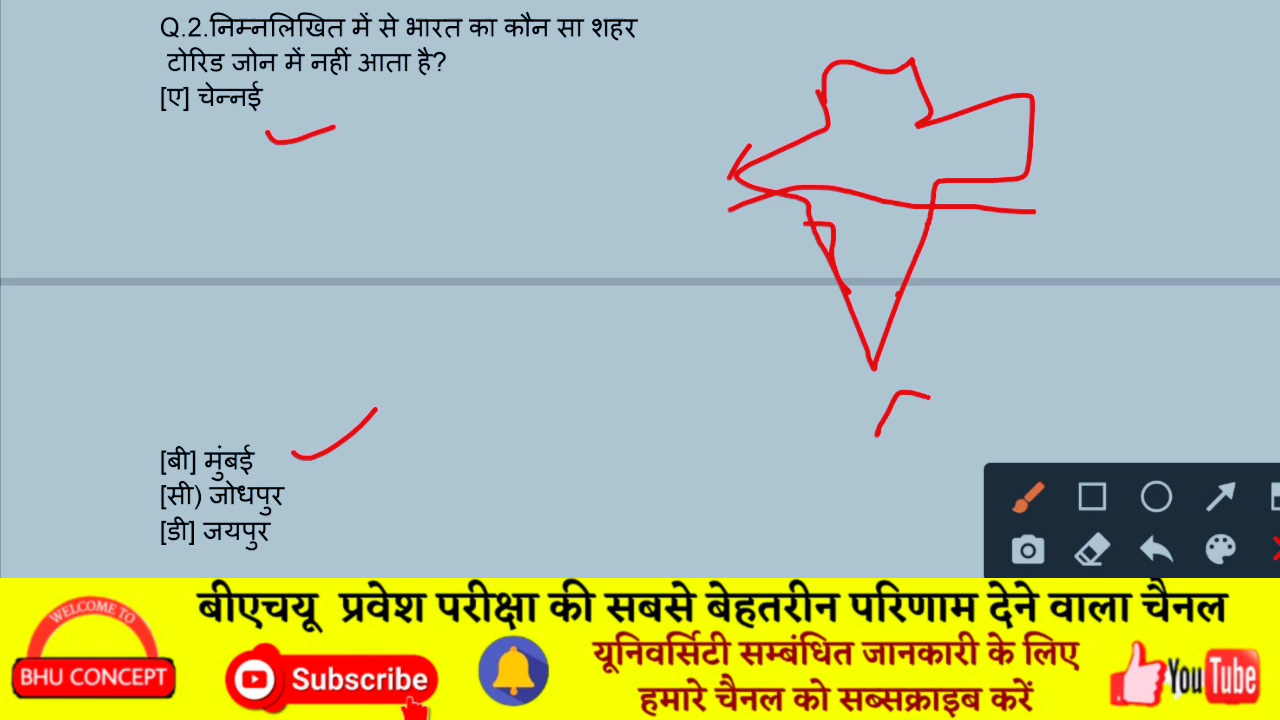 Q.2.निम्नलिखित में से भारत का कौन सा शहर
टोरिड जोन में नहीं आता है?
[ए] चेन्नई
[बी] मुंबई
[सी) जोधपुर
[डी] जयपुर
बीएचयू प्रवेश परीक्षा की सबसे बेहतरीन परिणाम देने वाला चैनल
WELCOME TO
BHU CONCEPT
Subscribe
यूनिवर्सिटी सम्बंधित जानकारी के लिए
हमारे चैनल को सब्सक्राइब करें
YouTube